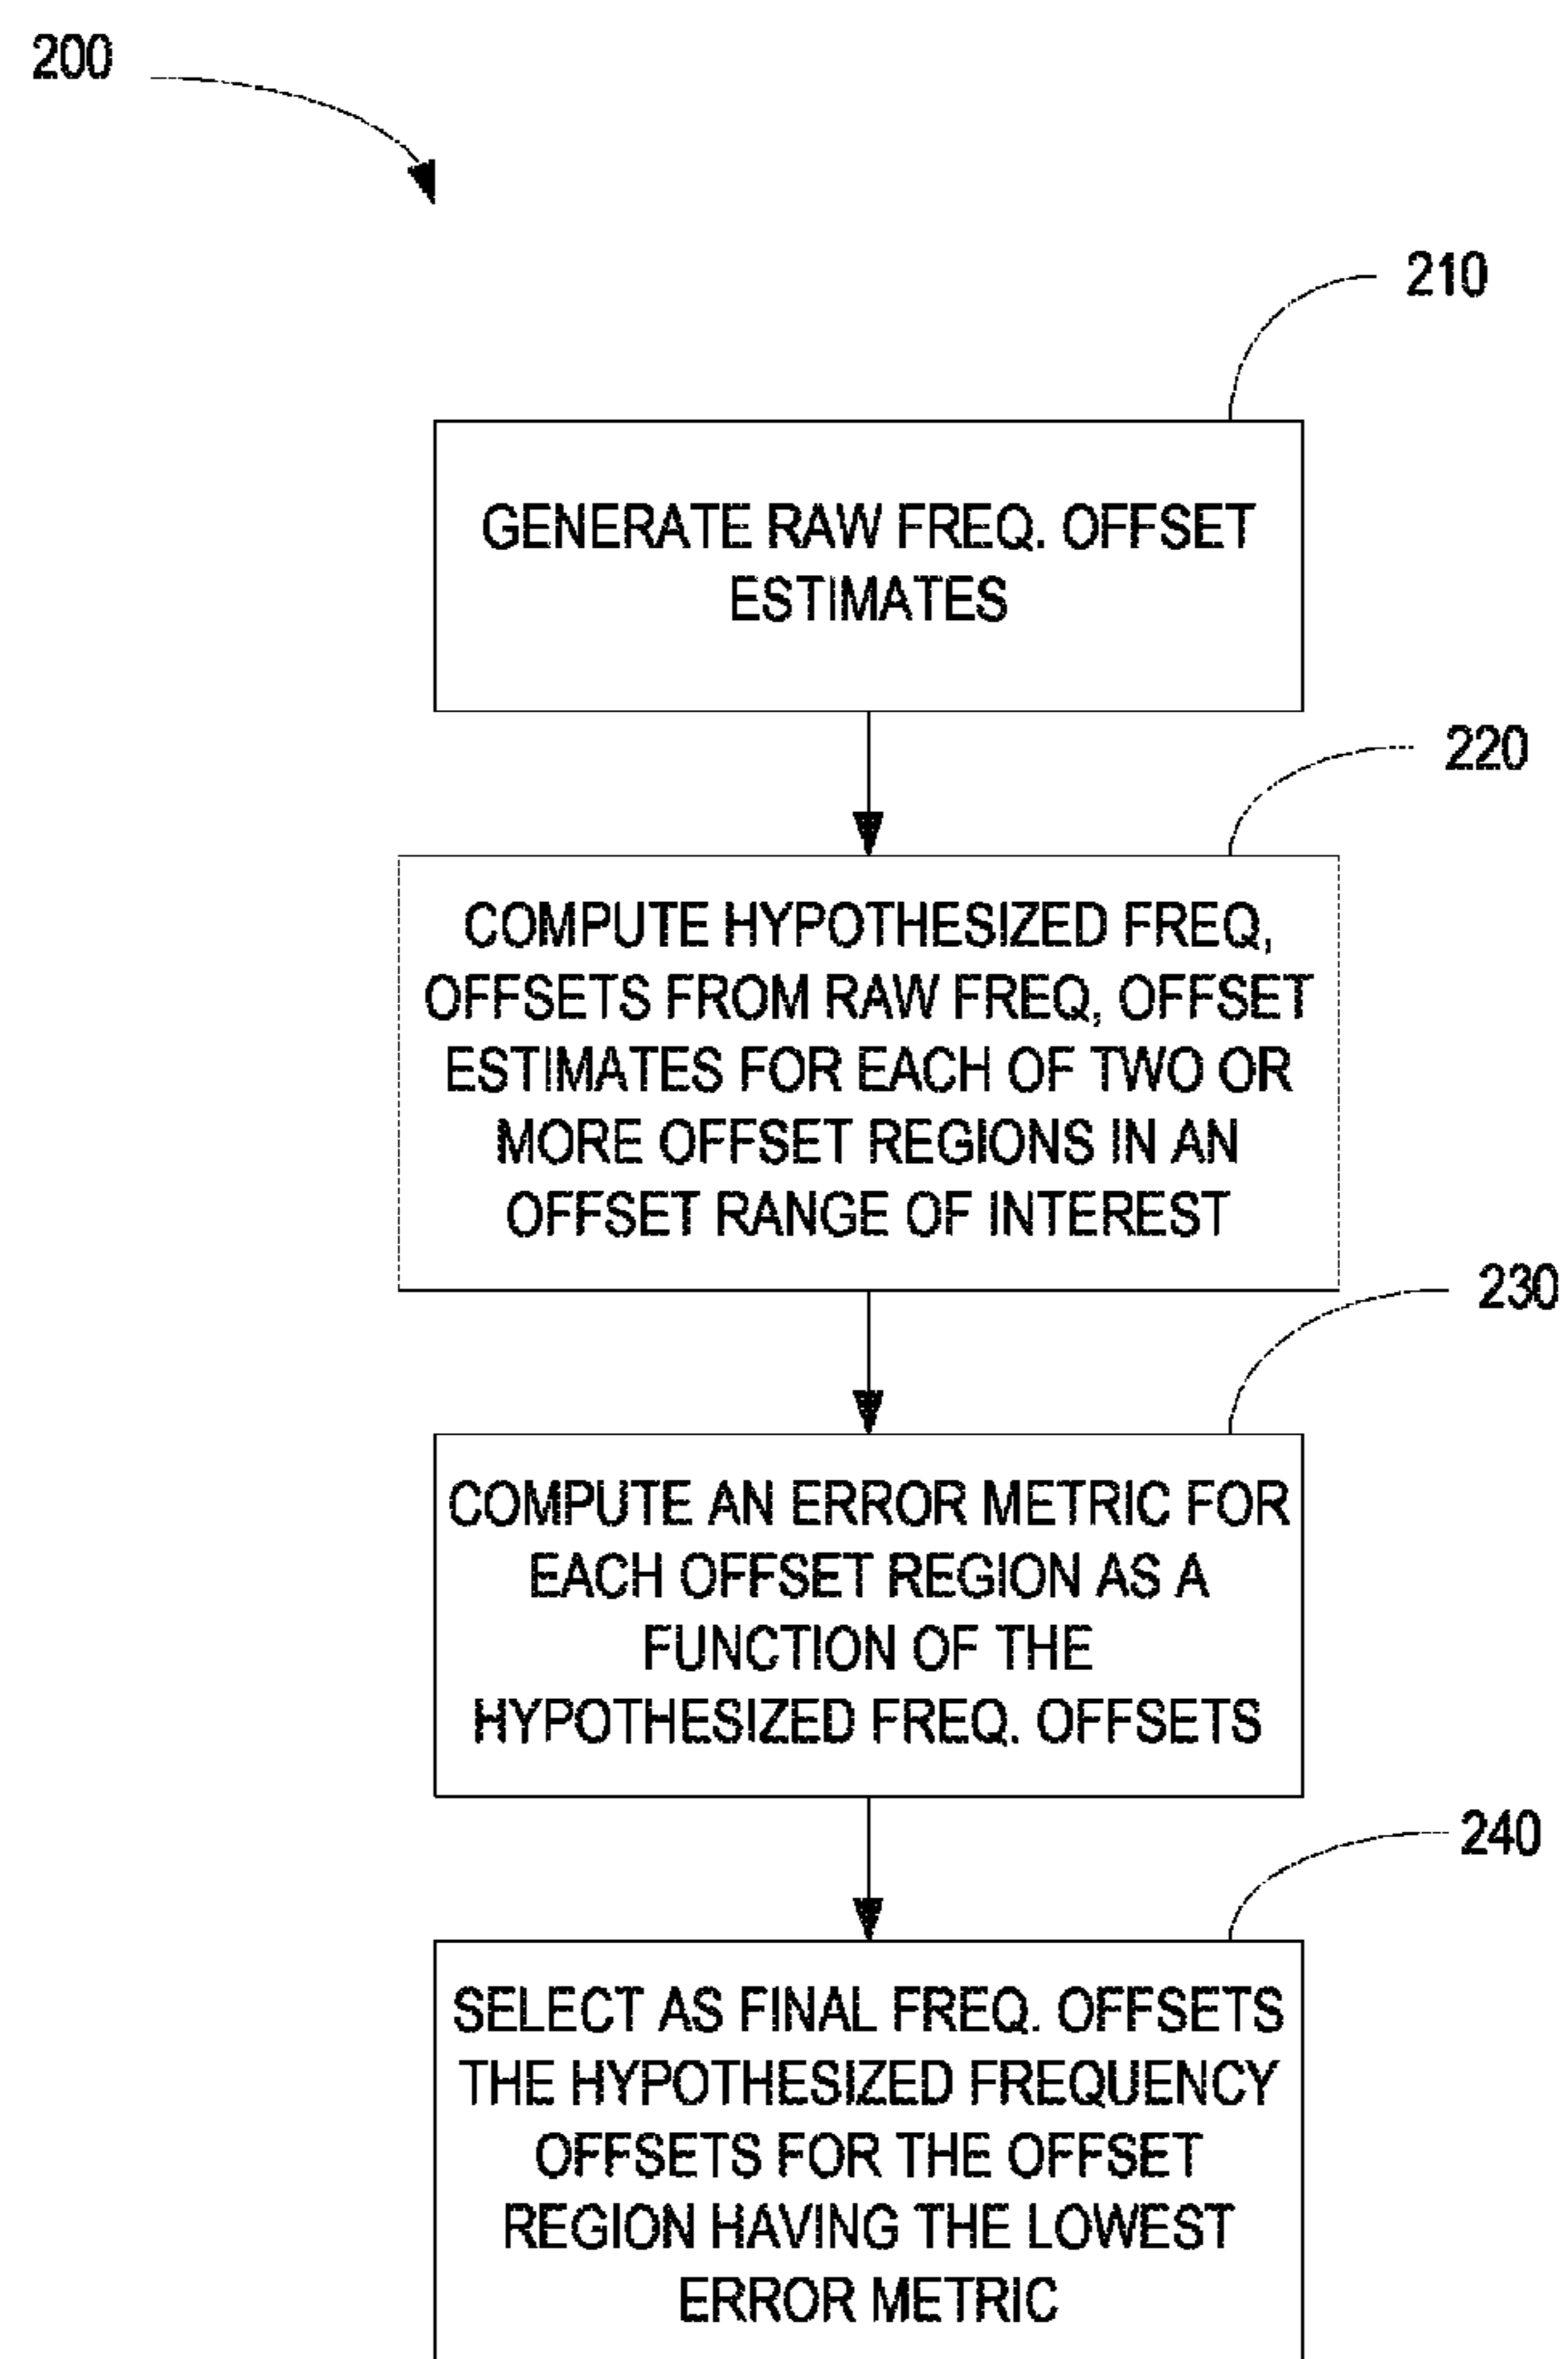 200
210
GENERATE RAW FREQ. OFFSET
ESTIMATES
220
COMPUTE HYPOTHESIZED FREQ,
OFFSETS FROM RAW FREQ, OFFSET
ESTIMATES FOR EACH OF TWO OR
MORE OFFSET REGIONS IN AN
OFFSET RANGE OF INTEREST
230
COMPUTE AN ERROR METRIC FOR
EACH OFFSET REGION AS A
FUNCTION OF THE
HYPOTHESIZED FREQ. OFFSETS
240
SELECT AS FINAL FREQ. OFFSETS
THE HYPOTHESIZED FREQUENCY
OFFSETS FOR THE OFFSET
REGION HAVING THE LOWEST
ERROR METRIC